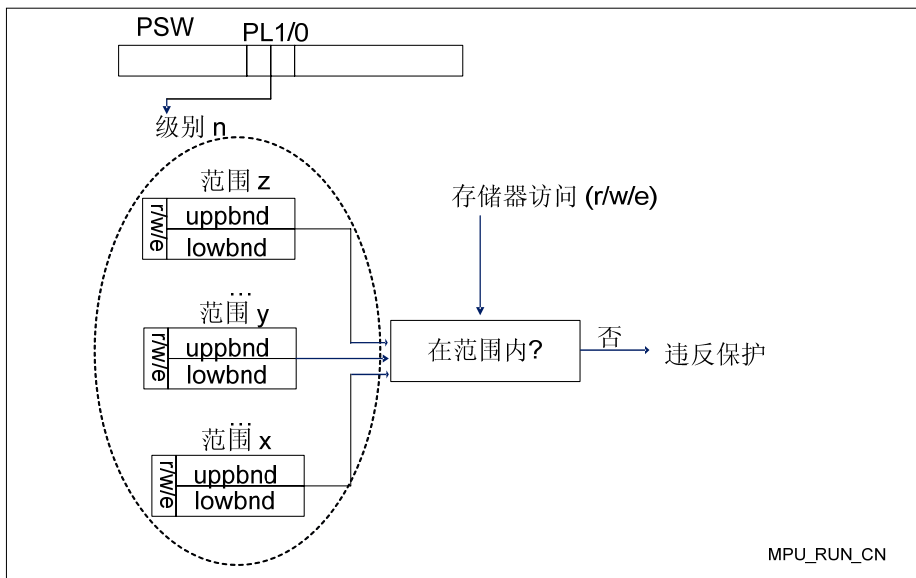 PSW PL1/0
级别 n
范围 z
r/w/e
uppbnd
lowbnd
...
范围 y
r/w/e
uppbnd
lowbnd
...
范围 x
r/w/e
uppbnd
lowbnd
存储器访问 (r/w/e)
在范围内?
否
违反保护
MPU_RUN_CN